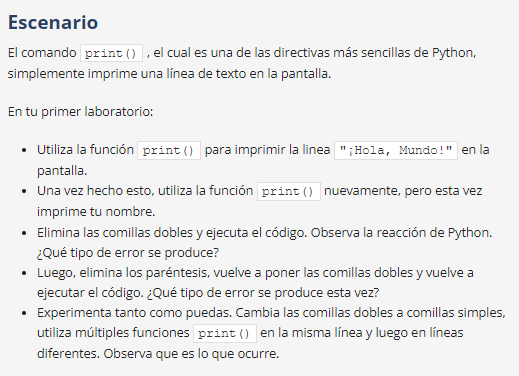 Escenario
El comando print() , el cual es una de las directivas más sencillas de Python,
simplemente imprime una línea de texto en la pantalla.
En tu primer laboratorio:
• Utiliza la función print() para imprimir la linea "¡Hola, Mundo!" en la
pantalla.
• Una vez hecho esto, utiliza la función print() nuevamente, pero esta vez
imprime tu nombre.
• Elimina las comillas dobles y ejecuta el código. Observa la reacción de Python.
¿Qué tipo de error se produce?
• Luego, elimina los paréntesis, vuelve a poner las comillas dobles y vuelve a
ejecutar el código. ¿Qué tipo de error se produce esta vez?
• Experimenta tanto como puedas. Cambia las comillas dobles a comillas simples,
utiliza múltiples funciones print() en la misma línea y luego en líneas
diferentes. Observa que es lo que ocurre.